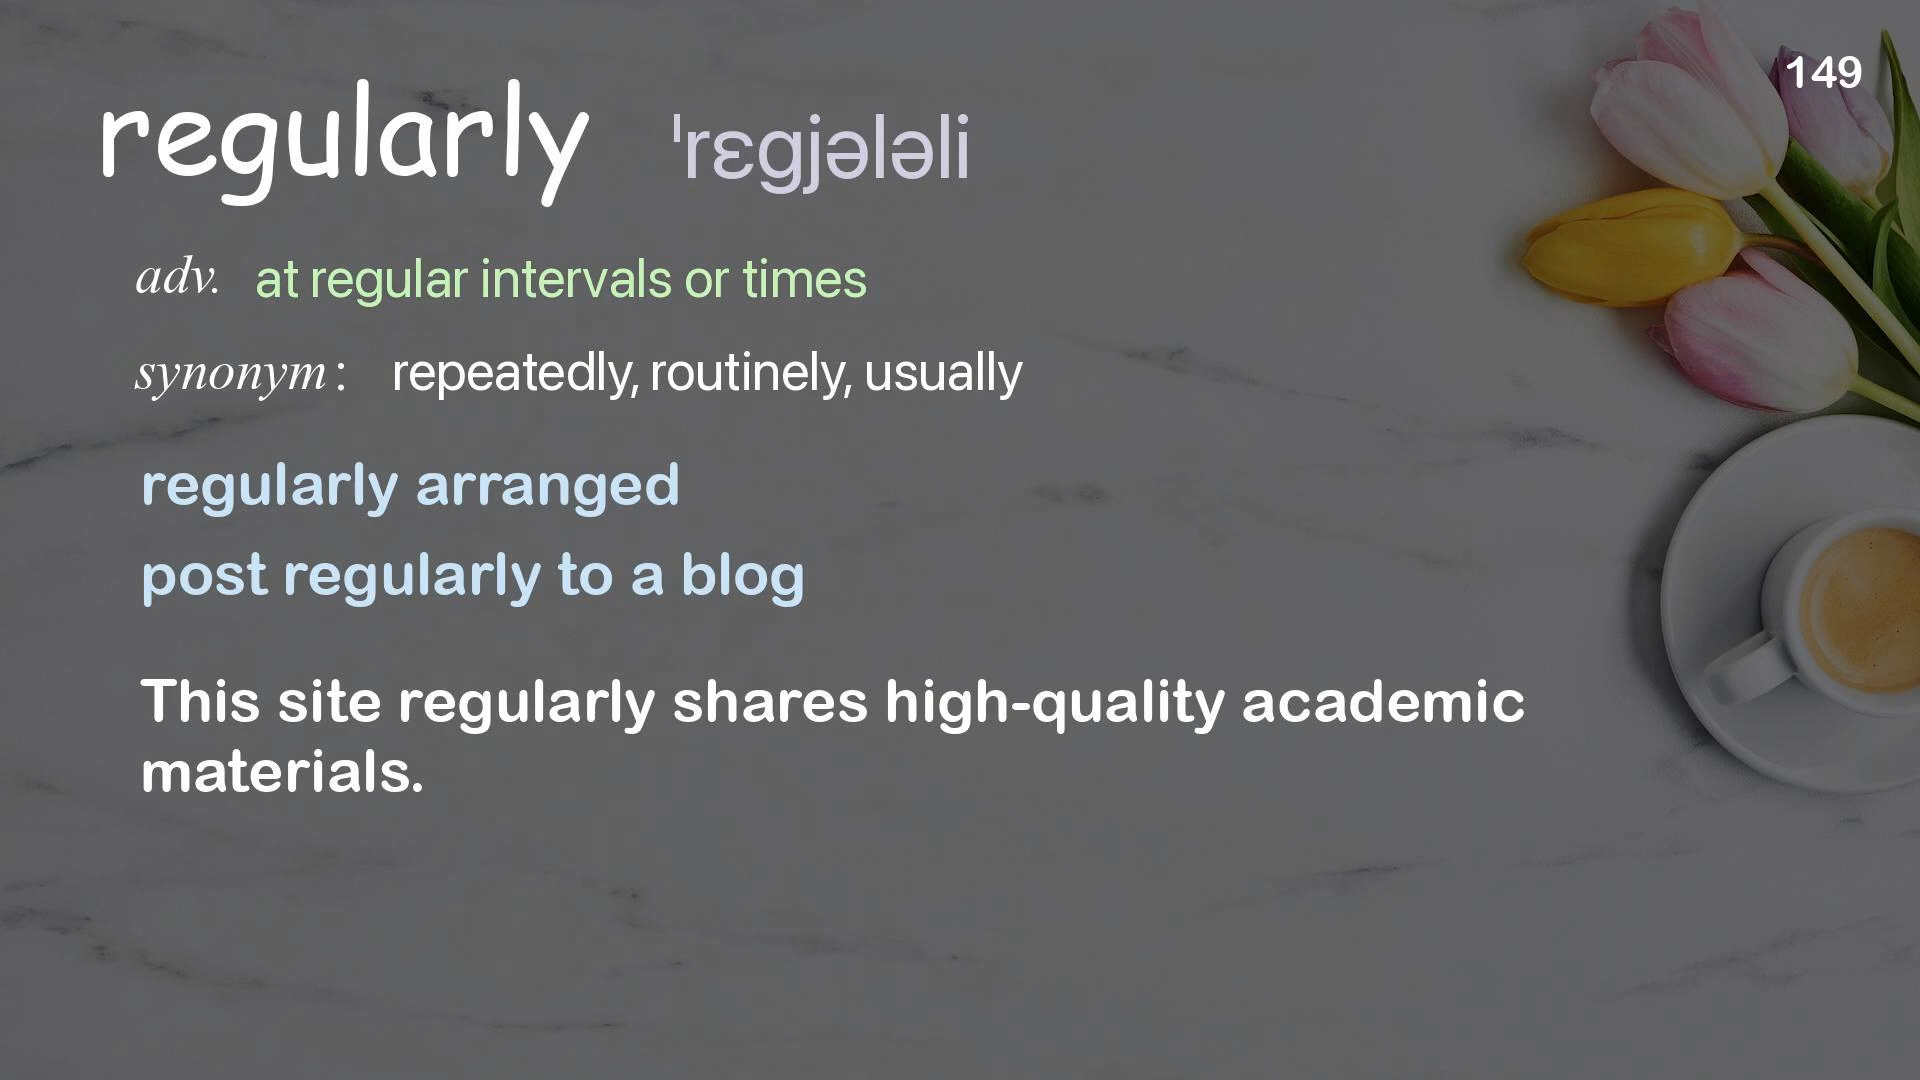 149
regularly ˈrɛgjələli
adv. at regular intervals or times
synonym : repeatedly, routinely, usually
regularly arranged
post regularly to a blog
This site regularly shares high-quality academic
materials.